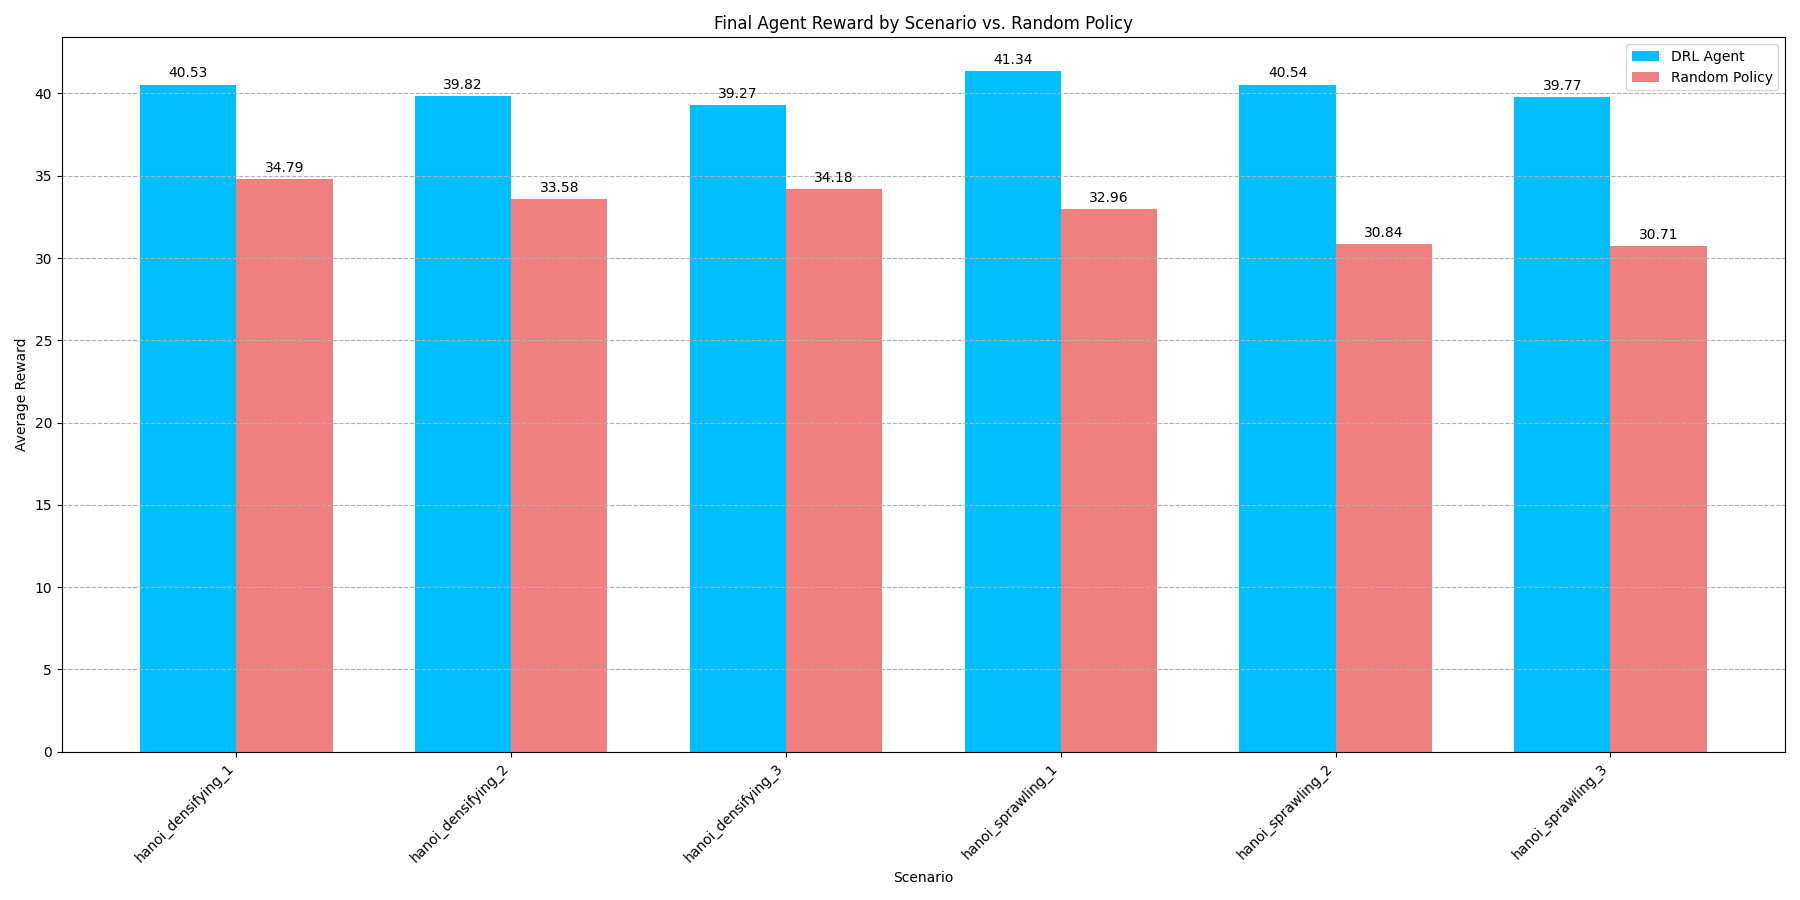 Final Agent Reward by Scenario vs. Random Policy
DRL Agent
Random Policy
40.53
34.79
39.82
33.58
39.27
34.18
41.34
32.96
40.54
30.84
39.77
30.71
Average Reward
40
35
30
25
20
15
10
5
0
hanoi_densifying_1
hanoi_densifying_2
hanoi_densifying_3
hanoi_sprawling_1
hanoi_sprawling_2
hanoi_sprawling_3
Scenario